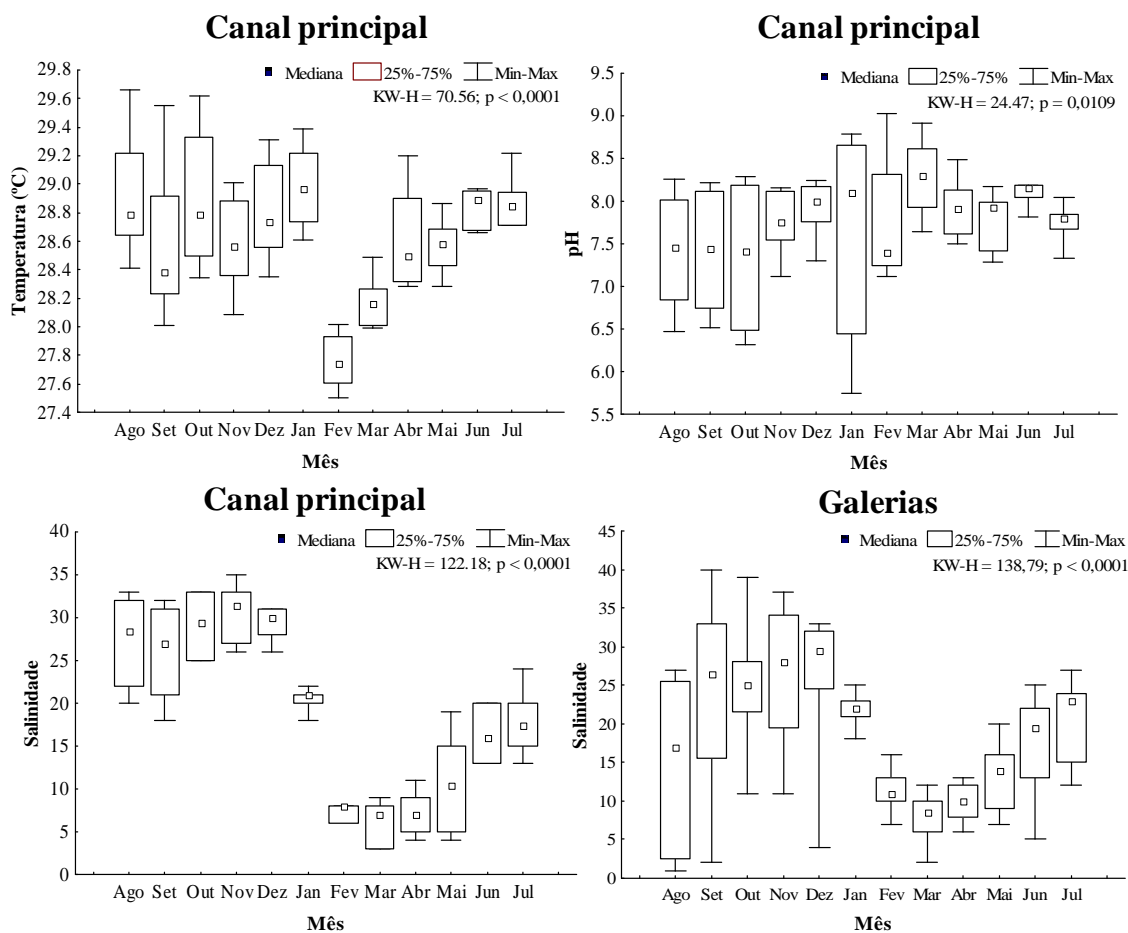 Canal principal
Mediana 25%-75% Min-Max
KW-H = 70.56; p < 0,0001
Temperatura (ºC)
29.8
29.6
29.4
29.2
29.0
28.8
28.6
28.4
28.2
28.0
27.8
27.6
27.4
Ago Set Out Nov Dez Jan Fev Mar Abr Mai Jun Jul
Mês
Canal principal
Mediana 25%-75% Min-Max
KW-H = 24.47; p = 0,0109
pH
9.5
9.0
8.5
8.0
7.5
7.0
6.5
6.0
5.5
Ago Set Out Nov Dez Jan Fev Mar Abr Mai Jun Jul
Mês
Canal principal
Mediana 25%-75% Min-Max
KW-H = 122.18; p < 0,0001
Salinidade
40
35
30
25
20
15
10
5
0
Ago Set Out Nov Dez Jan Fev Mar Abr Mai Jun Jul
Mês
Galerias
Mediana 25%-75% Min-Max
KW-H = 138,79; p < 0,0001
Salinidade
45
40
35
30
25
20
15
10
5
0
Ago Set Out Nov Dez Jan Fev Mar Abr Mai Jun Jul
Mês